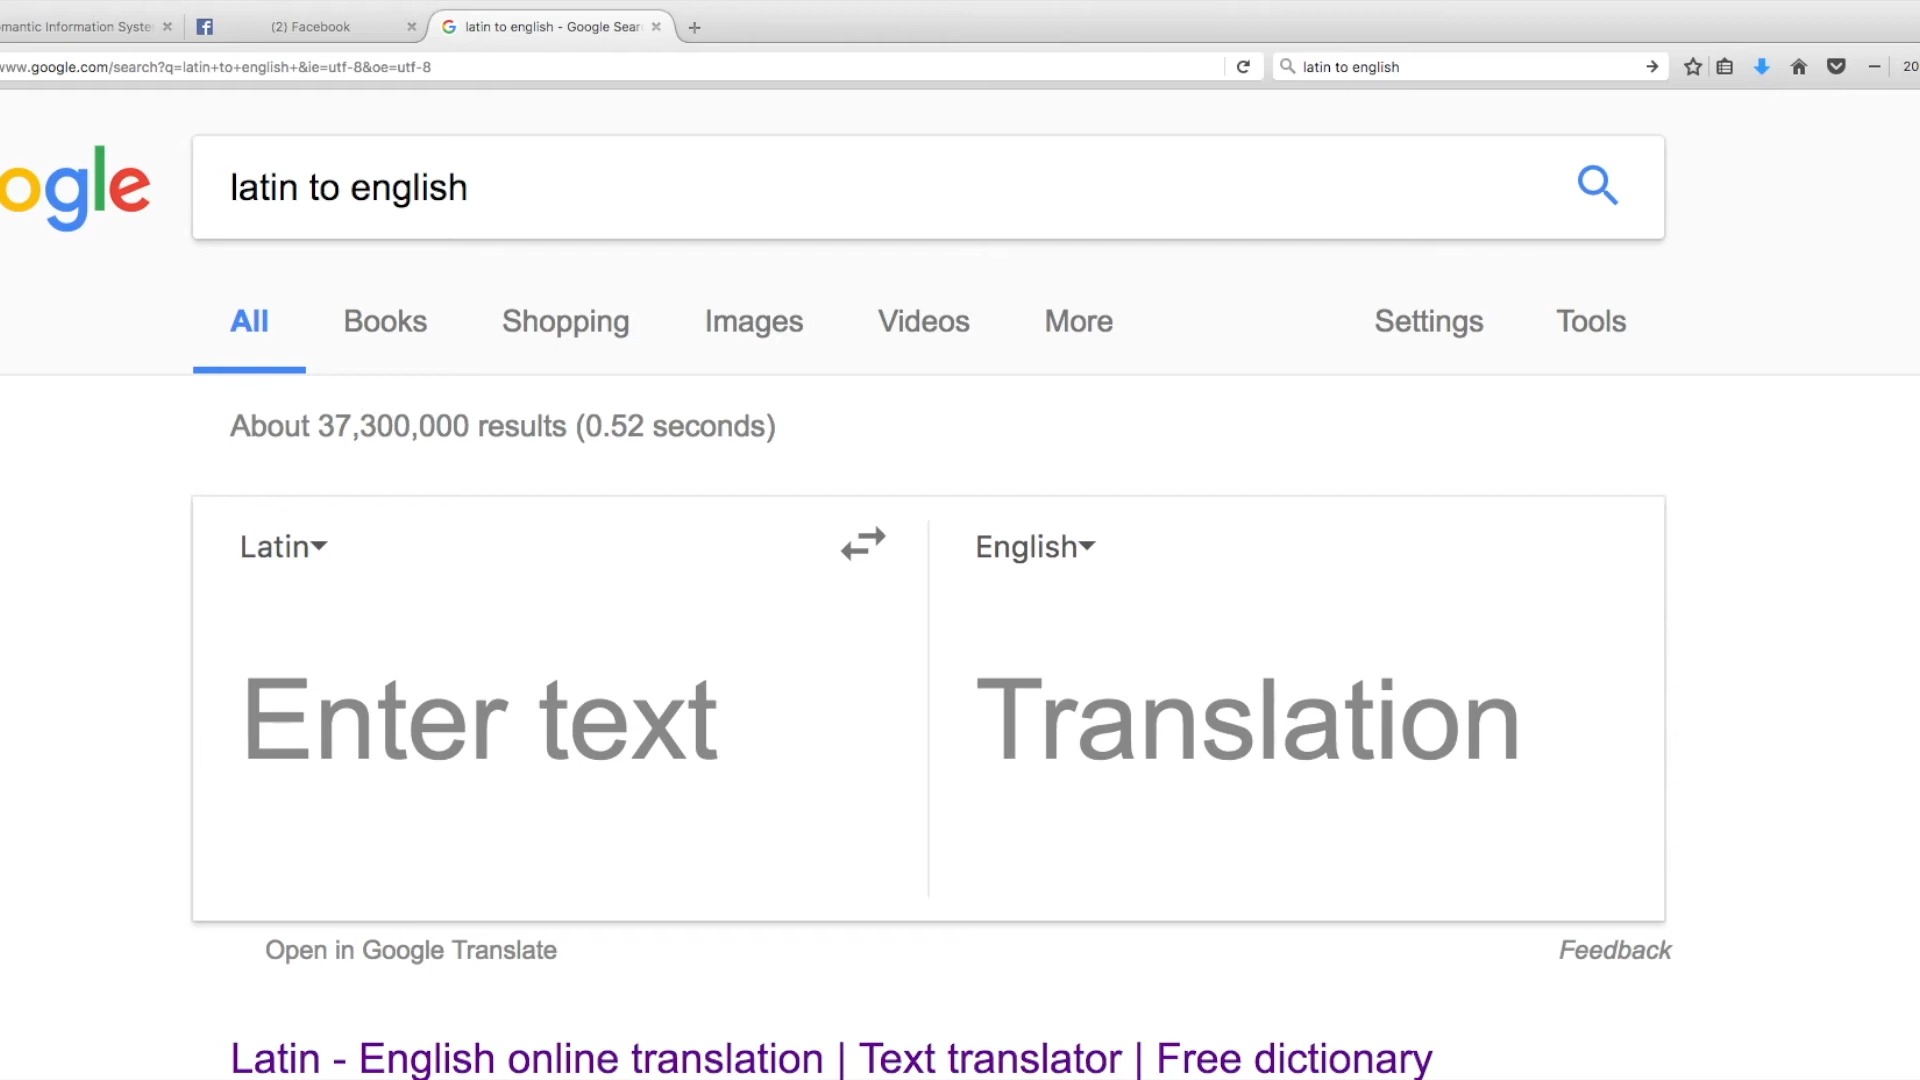 mantic Information Syste
(2) Facebook
latin to english - Google Sear
www.google.com/search?q=latin+to+english+&ie=utf-8&oe=utf-8
latin to english
20
ogle
latin to english
All Books Shopping Images Videos More Settings Tools
About 37,300,000 results (0.52 seconds)
Latin English
Enter text Translation
Open in Google Translate Feedback
Latin - English online translation | Text translator | Free dictionary